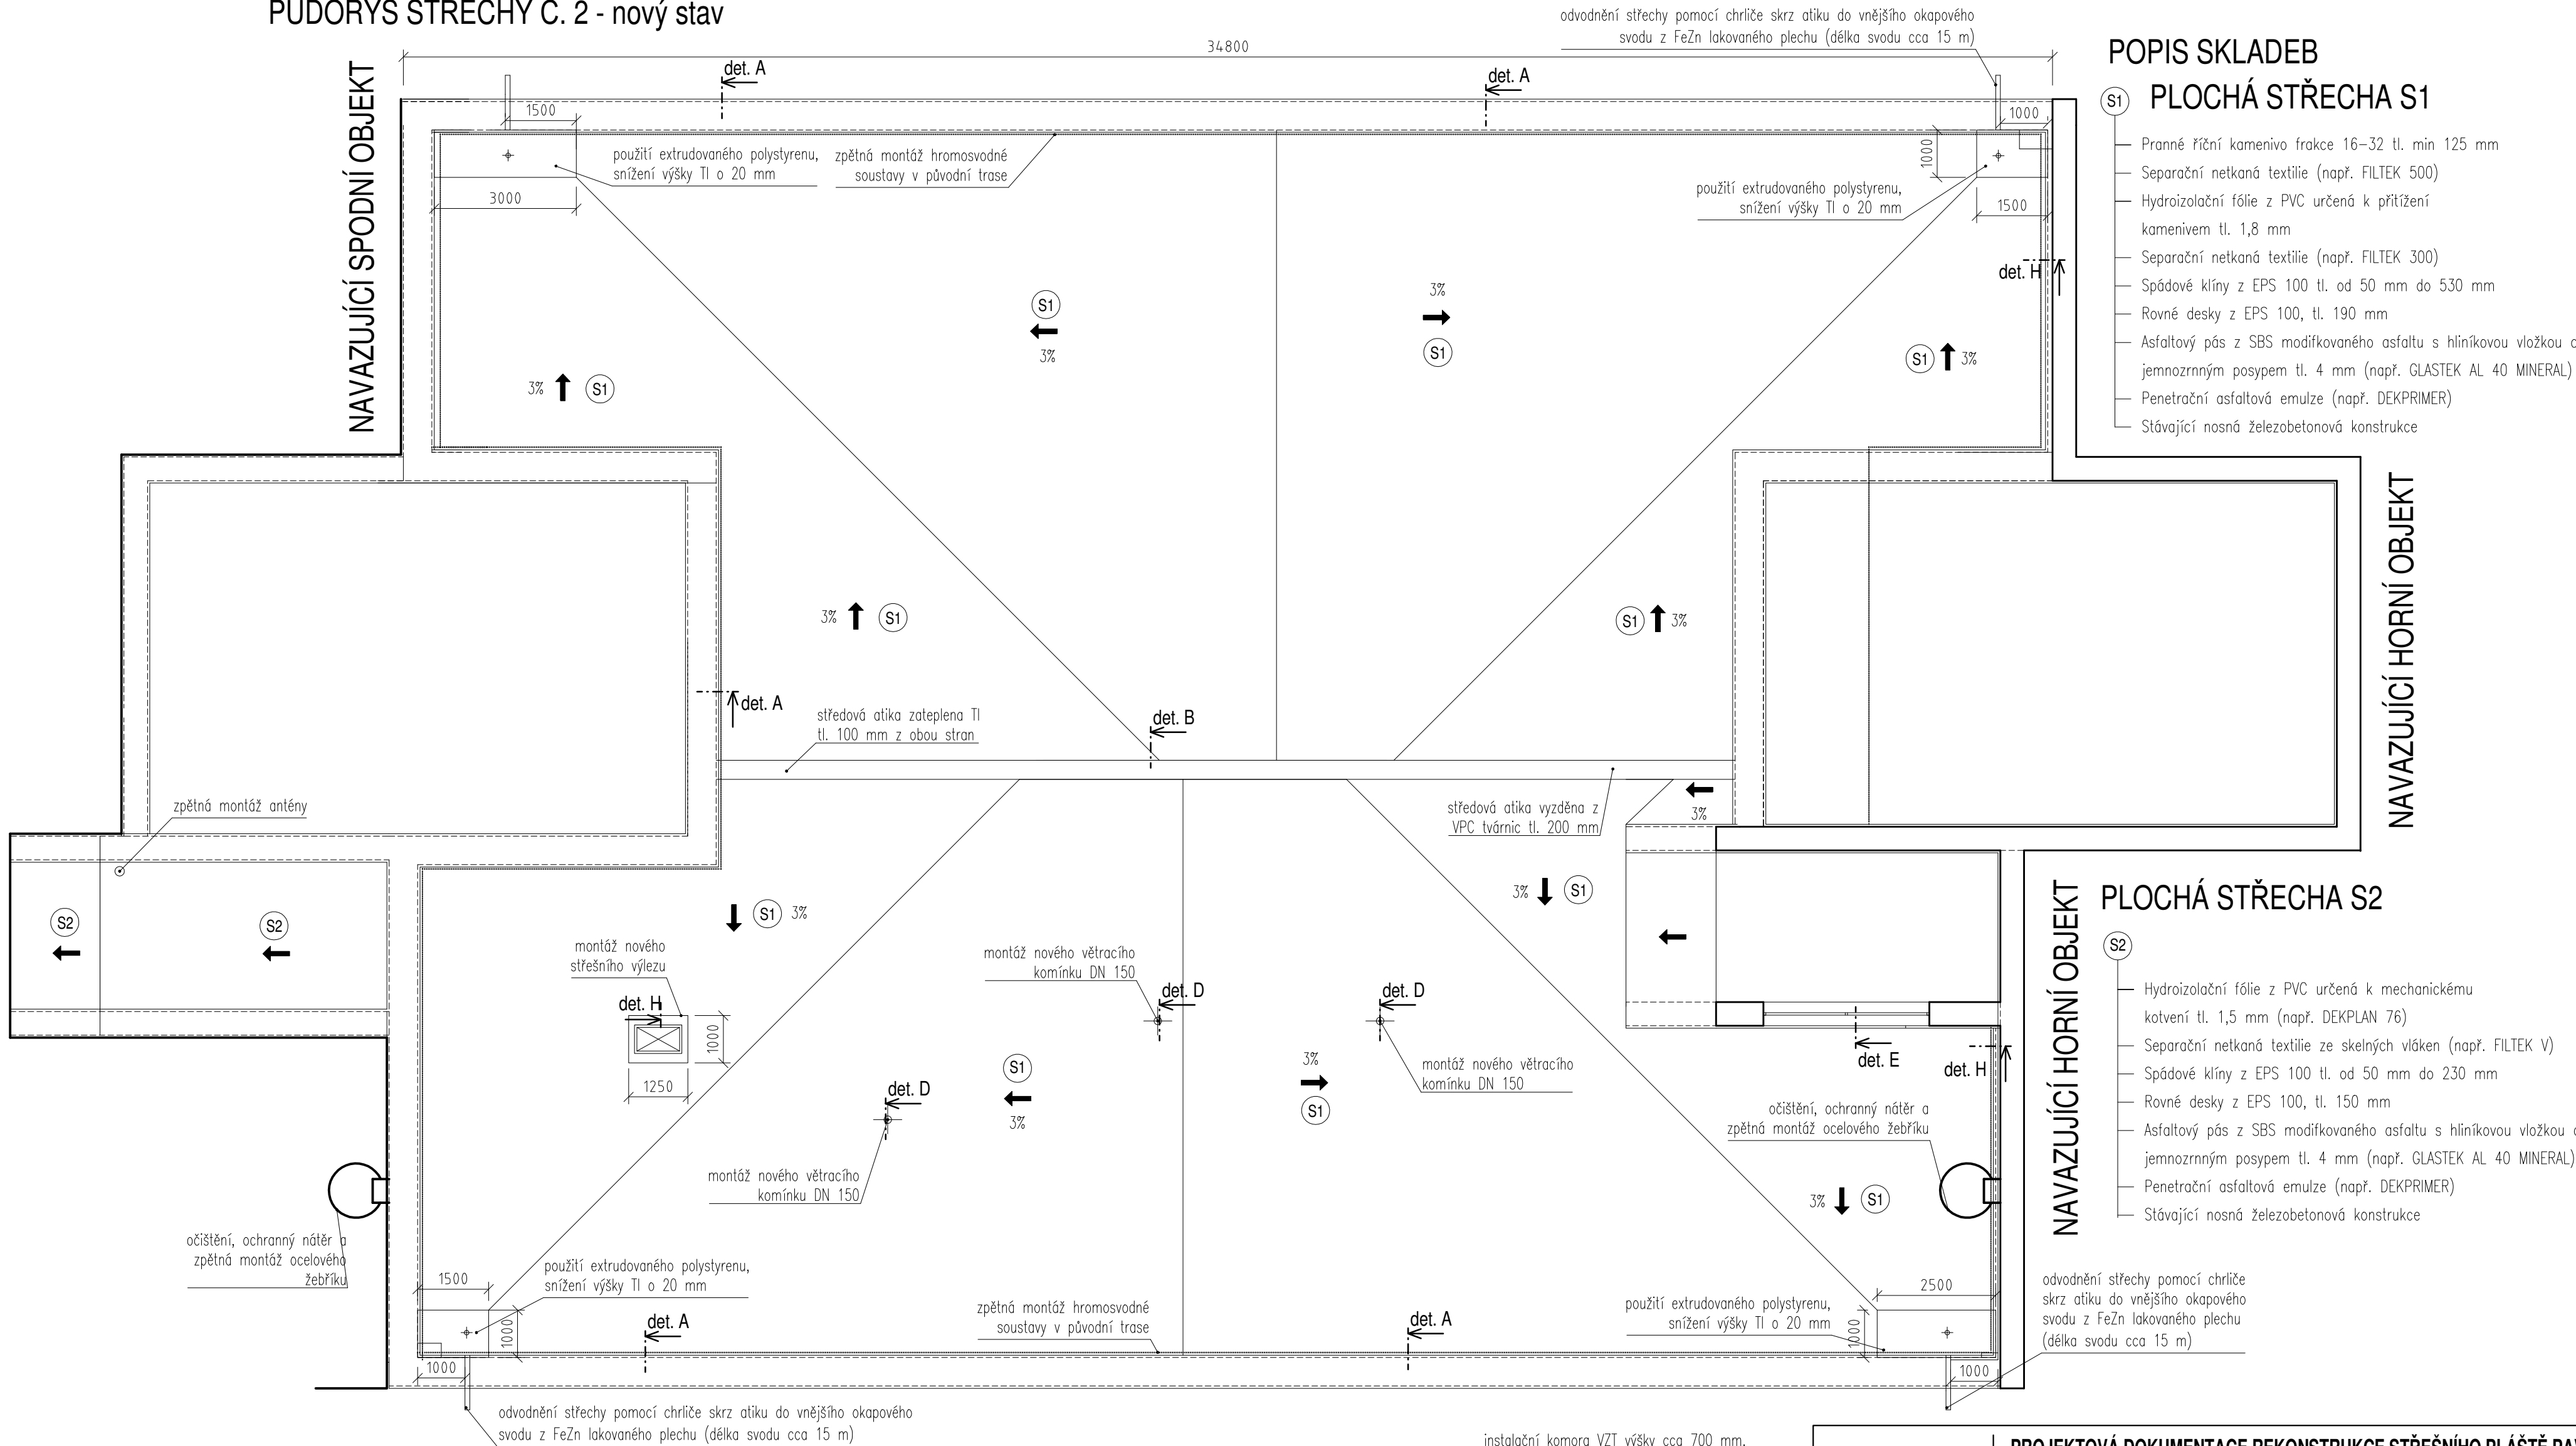 PŮDORYS STŘECHY Č. 2 - nový stav
34800
odvodnění střechy pomocí chrliče skrz atiku do vnějšího okapového
svodu z FeZn lakovaného plechu (délka svodu cca 15 m)
NAVAZUJÍCÍ SPODNÍ OBJEKT
det. A
det. A
1500
3000
použití extrudovaného polystyrenu,
snížení výšky TI o 20 mm
zpětná montáž hromosvodné
soustavy v původní trase
1000
1000
1500
použití extrudovaného polystyrenu,
snížení výšky TI o 20 mm
det. H
S1
3%
3%
S1
3%
S1
S1
3%
3%
S1
S1
3%
det. A
středová atika zateplena TI
tl. 100 mm z obou stran
det. B
středová atika vyzděna z
VPC tvárnic tl. 200 mm
3%
zpětná montáž antény
S2
S2
3%
S1
S1
3%
montáž nového
střešního výlezu
det. H
1000
1250
montáž nového větracího
komínku DN 150
det. D
det. D
montáž nového větracího
komínku DN 150
det. D
montáž nového větracího
komínku DN 150
S1
3%
3%
S1
det. E
det. H
očištění, ochranný nátěr a
zpětná montáž ocelového žebříku
3%
S1
očištění, ochranný nátěr a
zpětná montáž ocelového
žebříku
1500
1000
1000
použití extrudovaného polystyrenu,
snížení výšky TI o 20 mm
det. A
zpětná montáž hromosvodné
soustavy v původní trase
det. A
použití extrudovaného polystyrenu,
snížení výšky TI o 20 mm
2500
1000
1000
odvodnění střechy pomocí chrliče
skrz atiku do vnějšího okapového
svodu z FeZn lakovaného plechu
(délka svodu cca 15 m)
odvodnění střechy pomocí chrliče skrz atiku do vnějšího okapového
svodu z FeZn lakovaného plechu (délka svodu cca 15 m)
instalační komora VZT výšky cca 700 mm,
POPIS SKLADEB
S1
PLOCHÁ STŘECHA S1
Pranné říční kamenivo frakce 16-32 tl. min 125 mm
Separační netkaná textilie (např. FILTEK 500)
Hydroizolační fólie z PVC určená k přitížení
kamenivem tl. 1,8 mm
Separační netkaná textilie (např. FILTEK 300)
Spádové klíny z EPS 100 tl. od 50 mm do 530 mm
Rovné desky z EPS 100, tl. 190 mm
Asfaltový pás z SBS modifkovaného asfaltu s hliníkovou vložkou
jemnozrnným posypem tl. 4 mm (např. GLASTEK AL 40 MINERAL)
Penetrační asfaltová emulze (např. DEKPRIMER)
Stávající nosná železobetonová konstrukce
NAVAZUJÍCÍ HORNÍ OBJEKT
NAVAZUJÍCÍ HORNÍ OBJEKT
PLOCHÁ STŘECHA S2
S2
Hydroizolační fólie z PVC určená k mechanickému
kotvení tl. 1,5 mm (např. DEKPLAN 76)
Separační netkaná textilie ze skelných vláken (např. FILTEK V)
Spádové klíny z EPS 100 tl. od 50 mm do 230 mm
Rovné desky z EPS 100, tl. 150 mm
Asfaltový pás z SBS modifkovaného asfaltu s hliníkovou vložkou
jemnozrnným posypem tl. 4 mm (např. GLASTEK AL 40 MINERAL)
Penetrační asfaltová emulze (např. DEKPRIMER)
Stávající nosná železobetonová konstrukce
PROJEKTOVÁ DOKUMENTACE REKONSTRUKCE STŘEŠNÍHO PLÁŠTĚ